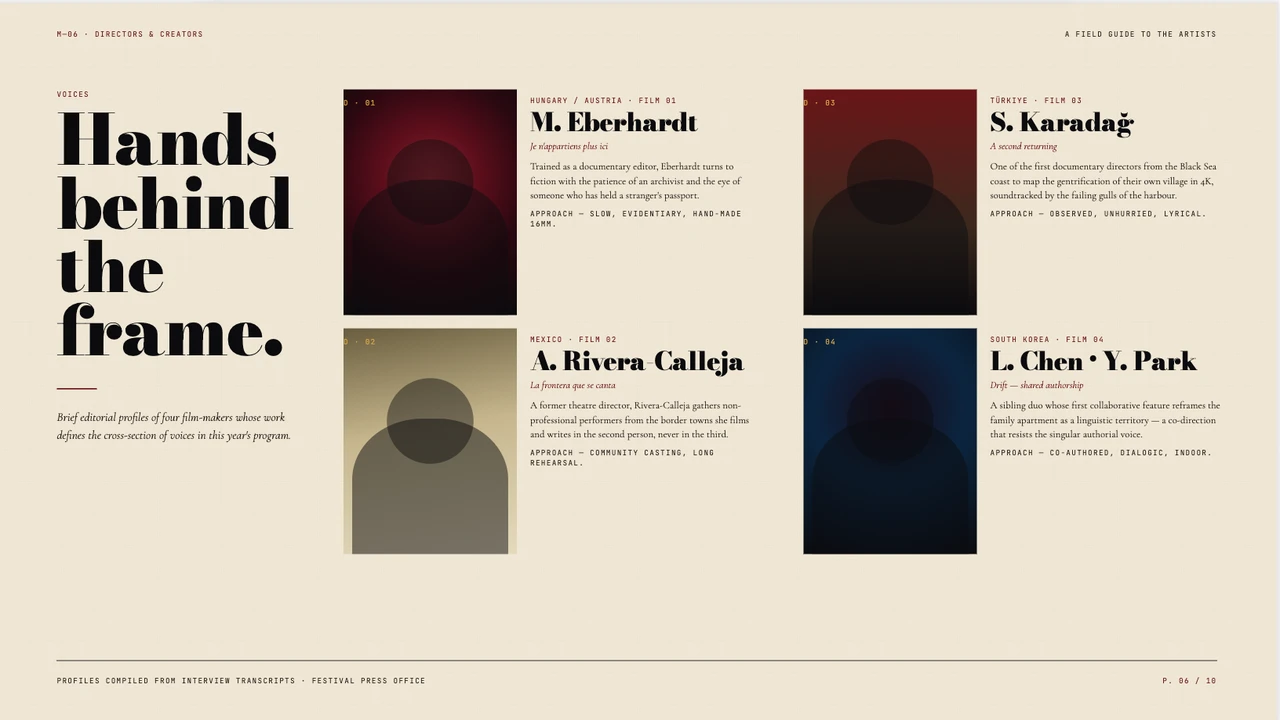 M—06 · DIRECTORS & CREATORS
A FIELD GUIDE TO THE ARTISTS
VOICES
Hands
behind
the
frame.
Brief editorial profiles of four film-makers whose work
defines the cross-section of voices in this year's program.
D · 01
HUNGARY / AUSTRIA · FILM 01
M. Eberhardt
Je n'appartiens plus ici
Trained as a documentary editor, Eberhardt turns to
fiction with the patience of an archivist and the eye of
someone who has held a stranger's passport.
APPROACH — SLOW, EVIDENTIARY, HAND-MADE
16MM.
D · 02
MEXICO · FILM 02
A. Rivera-Calleja
La frontera que se canta
A former theatre director, Rivera-Calleja gathers non-
professional performers from the border towns she films
and writes in the second person, never in the third.
APPROACH — COMMUNITY CASTING, LONG
REHEARSAL.
D · 03
TÜRKIYE · FILM 03
S. Karadağ
A second returning
One of the first documentary directors from the Black Sea
coast to map the gentrification of their own village in 4K,
soundtracked by the failing gulls of the harbour.
APPROACH — OBSERVED, UNHURRIED, LYRICAL.
D · 04
SOUTH KOREA · FILM 04
L. Chen · Y. Park
Drift — shared authorship
A sibling duo whose first collaborative feature reframes the
family apartment as a linguistic territory — a co-direction
that resists the singular authorial voice.
APPROACH — CO-AUTHORED, DIALOGIC, INDOOR.
PROFILES COMPILED FROM INTERVIEW TRANSCRIPTS · FESTIVAL PRESS OFFICE
P. 06 / 10